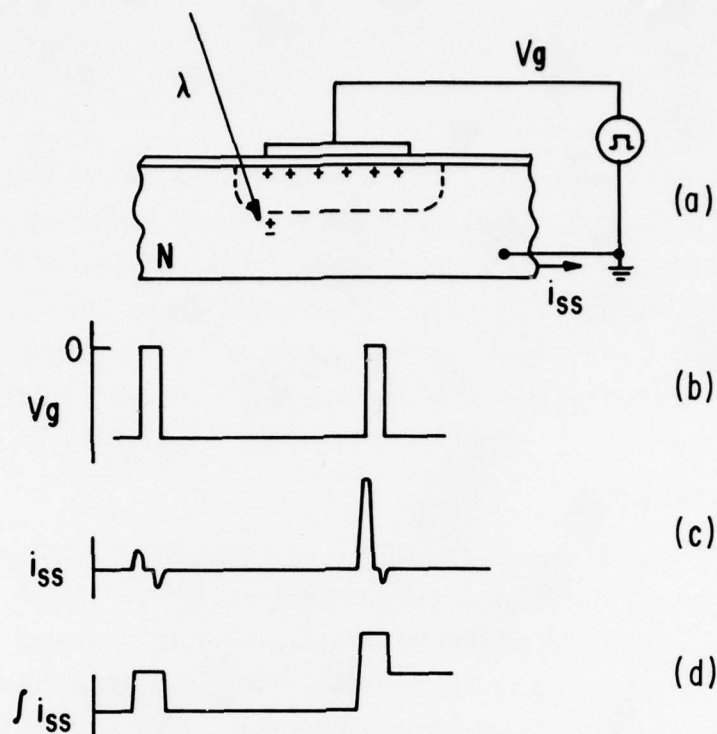 λ
Vg
+ + + + + +
+
-
N
(a)
iss
0
Vg
(b)
iss
(c)
∫ iss
(d)